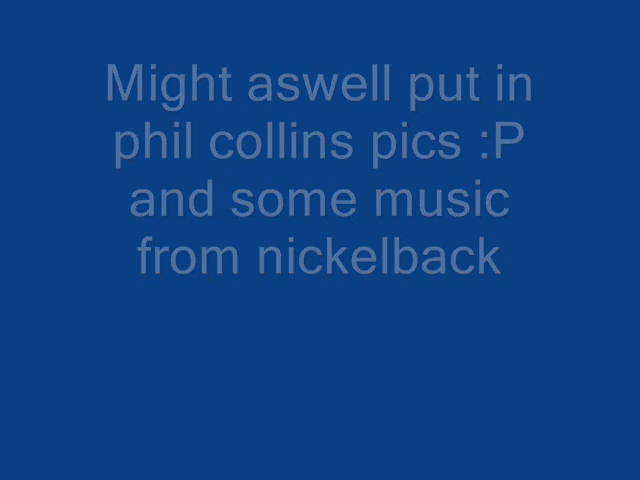 Might aswell put in
phil collins pics :P
and some music
from nickelback